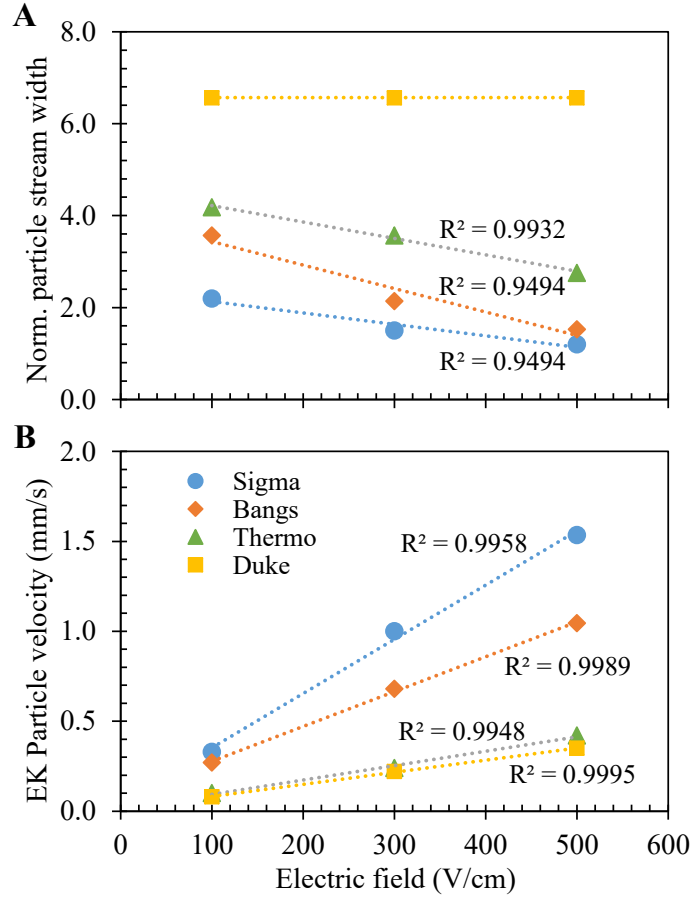 A
8.0
6.0
4.0
2.0
0.0
Norm. particle stream width
R² = 0.9932
R² = 0.9494
R² = 0.9494
B
2.0
1.5
1.0
0.5
0.0
EK Particle velocity (mm/s)
Sigma
Bangs
Thermo
Duke
R² = 0.9958
R² = 0.9989
R² = 0.9948
R² = 0.9995
0 100 200 300 400 500 600
Electric field (V/cm)